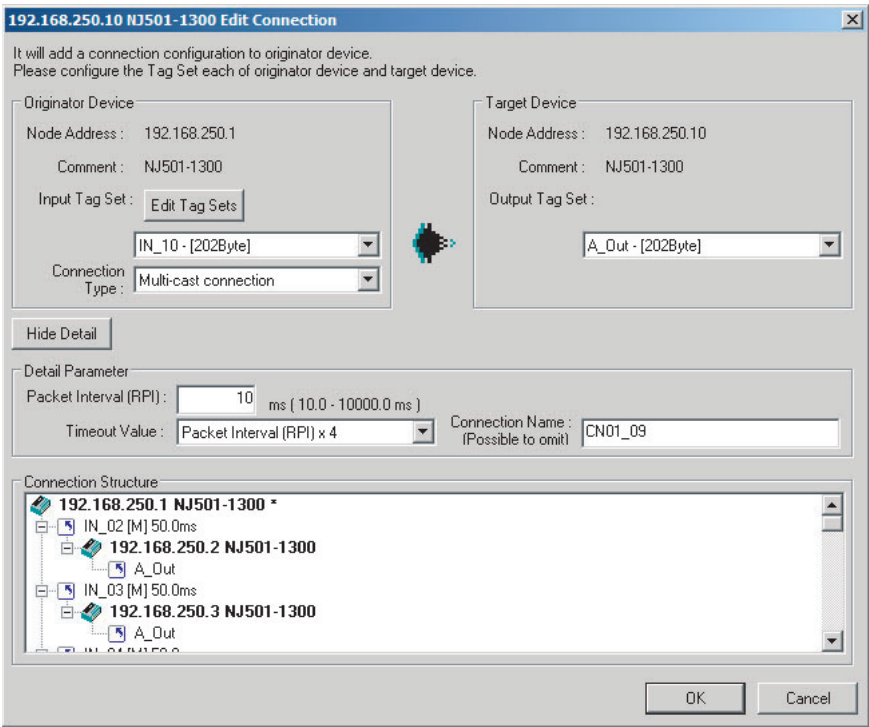 192.168.250.10 NJ501-1300 Edit Connection
It will add a connection configuration to originator device.
Please configure the Tag Set each of originator device and target device.
Originator Device
Node Address : 192.168.250.1
Comment : NJ501-1300
Input Tag Set : Edit Tag Sets
IN_10 - [202Byte]
Connection Type : Multi-cast connection
Target Device
Node Address : 192.168.250.10
Comment : NJ501-1300
Output Tag Set :
A_Out - [202Byte]
Hide Detail
Detail Parameter
Packet Interval (RPI) : 10 ms ( 10.0 - 10000.0 ms )
Timeout Value : Packet Interval (RPI) x 4
Connection Name : (Possible to omit) CN01_09
Connection Structure
192.168.250.1 NJ501-1300 *
IN_02 [M] 50.0ms
192.168.250.2 NJ501-1300
A_Out
IN_03 [M] 50.0ms
192.168.250.3 NJ501-1300
A_Out
OK Cancel